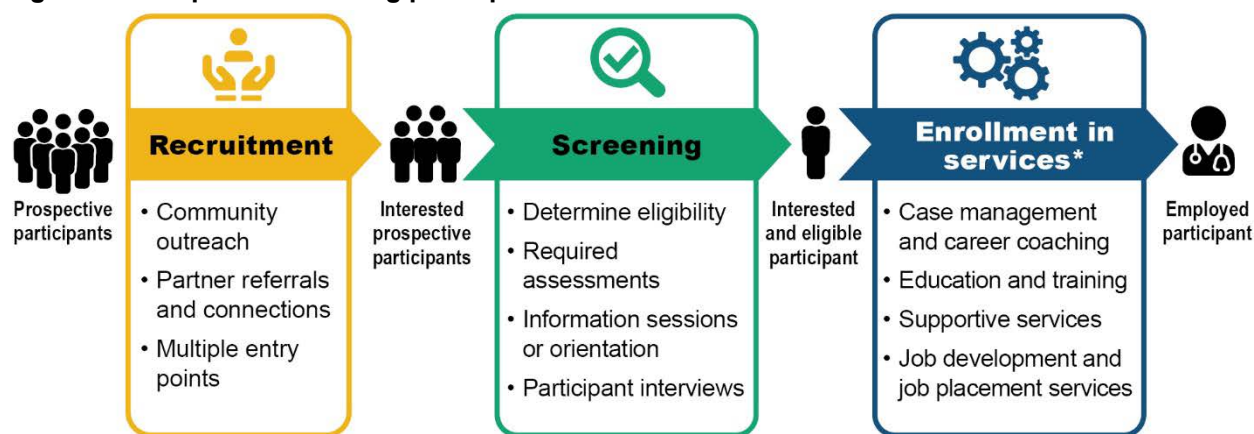 Recruitment
Screening
Enrollment in
services*
Prospective
participants
• Community
outreach
• Partner referrals
and connections
• Multiple entry
points
Interested
prospective
participants
• Determine eligibility
• Required
assessments
• Information sessions
or orientation
• Participant interviews
Interested
and eligible
participant
• Case management
and career coaching
• Education and training
• Supportive services
• Job development and
job placement services
Employed
participant